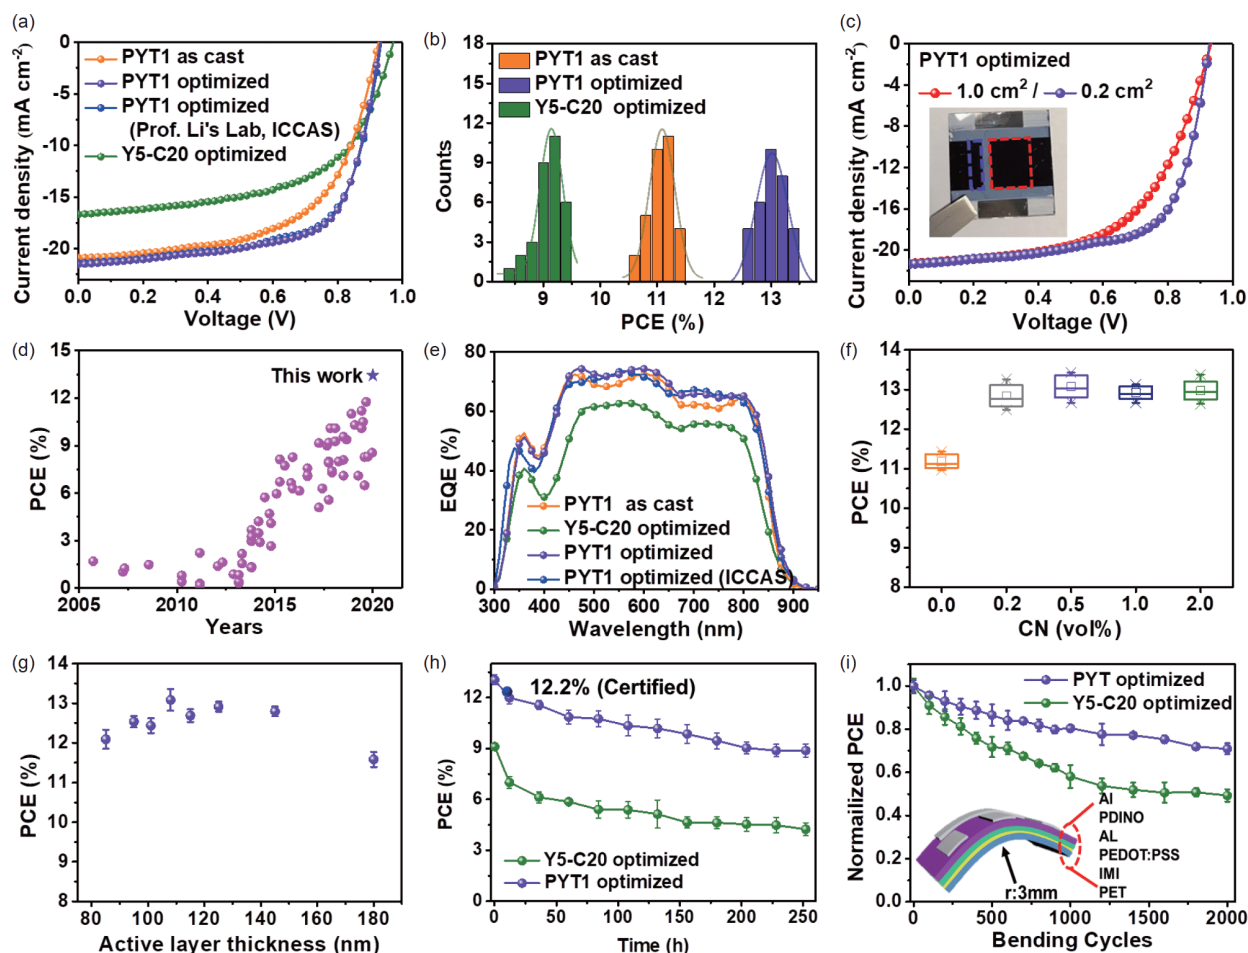 (a)
0
-5
-10
-15
-20
Current density (mA cm⁻²)
PYT1 as cast
PYT1 optimized
PYT1 optimized
(Prof. Li's Lab, ICCAS)
Y5-C20 optimized
0.0 0.2 0.4 0.6 0.8 1.0
Voltage (V)
(b)
18
15
12
9
6
3
0
Counts
PYT1 as cast
PYT1 optimized
Y5-C20 optimized
9 10 11 12 13
PCE (%)
(c)
0
-4
-8
-12
-16
-20
-24
Current density (mA cm⁻²)
PYT1 optimized
1.0 cm² / 0.2 cm²
0.0 0.2 0.4 0.6 0.8 1.0
Voltage (V)
(d)
15
12
9
6
3
0
PCE (%)
This work
2005 2010 2015 2020
Years
(e)
80
60
40
20
0
EQE (%)
PYT1 as cast
Y5-C20 optimized
PYT1 optimized
PYT1 optimized (ICCAS)
300 400 500 600 700 800 900
Wavelength (nm)
(f)
14
13
12
11
10
9
8
PCE (%)
0.0 0.2 0.5 1.0 2.0
CN (vol%)
(g)
14
13
12
11
10
9
8
PCE (%)
80 100 120 140 160 180
Active layer thickness (nm)
(h)
12
9
6
3
0
PCE (%)
12.2% (Certified)
Y5-C20 optimized
PYT1 optimized
0 50 100 150 200 250
Time (h)
(i)
1.0
0.8
0.6
0.4
0.2
0.0
Normailized PCE
PYT optimized
Y5-C20 optimized
Al
PDINO
AL
PEDOT:PSS
IMI
PET
r:3mm
0 500 1000 1500 2000
Bending Cycles